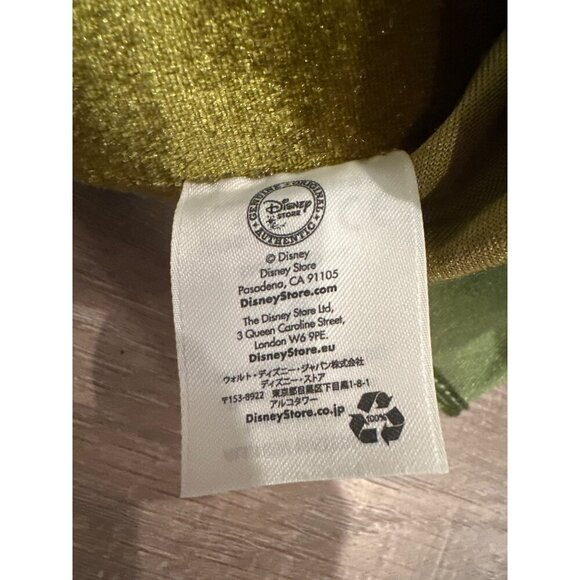 GENUINE ORIGINAL
Disney
STORE
AUTHENTIC
© Disney
Disney Store
Pasadena, CA 91105
DisneyStore.com
The Disney Store Ltd,
3 Queen Caroline Street,
London W6 9PE.
DisneyStore.eu
ウォルト・ディズニー・ジャパン株式会社
ディズニー・ストア
〒153-8922 東京都目黒区下目黒1-8-1
アルコタワー
DisneyStore.co.jp
100%